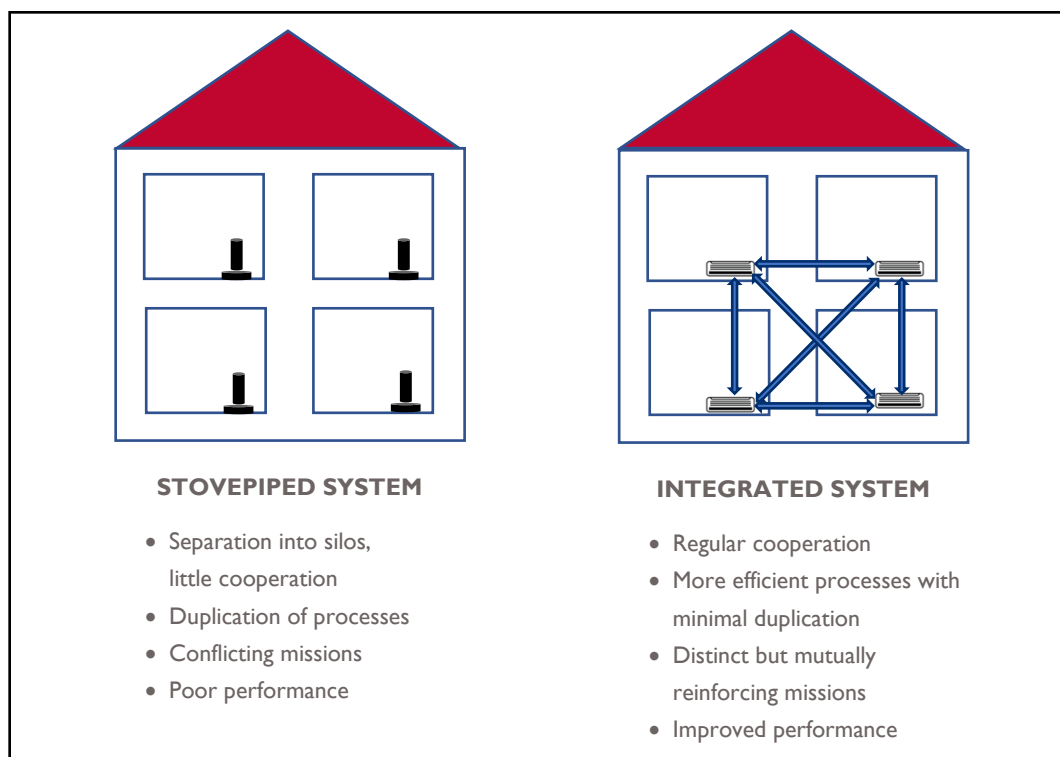 STOVEPIPED SYSTEM
• Separation into silos,
little cooperation
• Duplication of processes
• Conflicting missions
• Poor performance
INTEGRATED SYSTEM
• Regular cooperation
• More efficient processes with
minimal duplication
• Distinct but mutually
reinforcing missions
• Improved performance